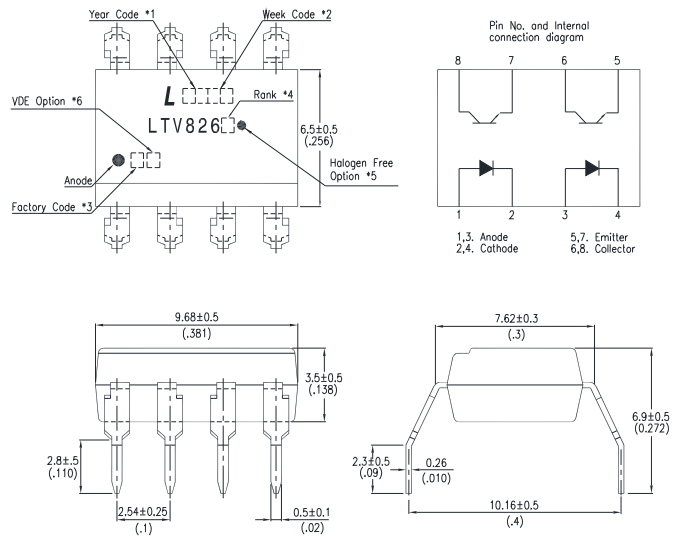 Year Code *1
Week Code *2
L
VDE Option *6
Rank *4
LTV826
6.5±0.5
(.256)
Anode
Halogen Free
Option *5
Factory Code *3
Pin No. and Internal
connection diagram
8 7 6 5
1 2 3 4
1,3. Anode
2,4. Cathode
5,7. Emitter
6,8. Collector
9.68±0.5
(.381)
3.5±0.5
(.138)
2.8±.5
(.110)
2.54±0.25
(.1)
0.5±0.1
(.02)
7.62±0.3
(.3)
6.9±0.5
(0.272)
2.3±0.5
(.09)
0.26
(.010)
10.16±0.5
(.4)